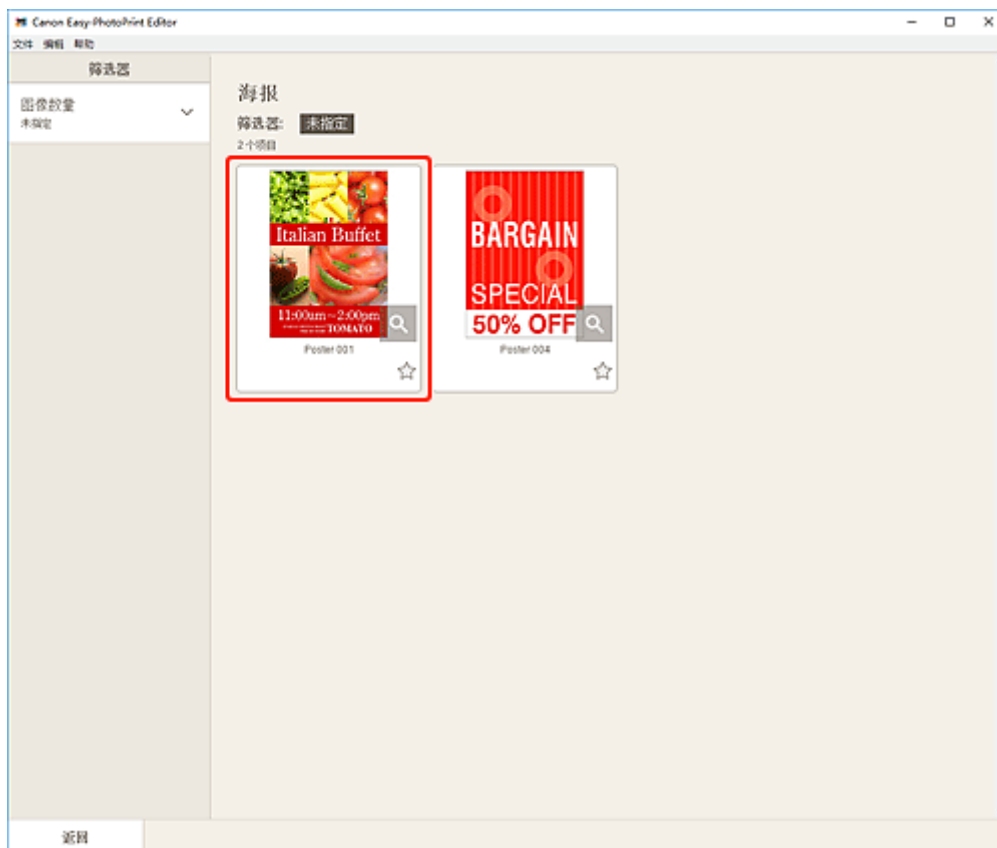 Canon Easy-PhotoPrint Editor
文件 编辑 帮助
筛选器
图像数量
未指定
海报
筛选器: 未指定
2个项目
Italian Buffet
11:00am~2:00pm
TOMATO
Poster 001
BARGAIN
SPECIAL
50% OFF
Poster 004
返回